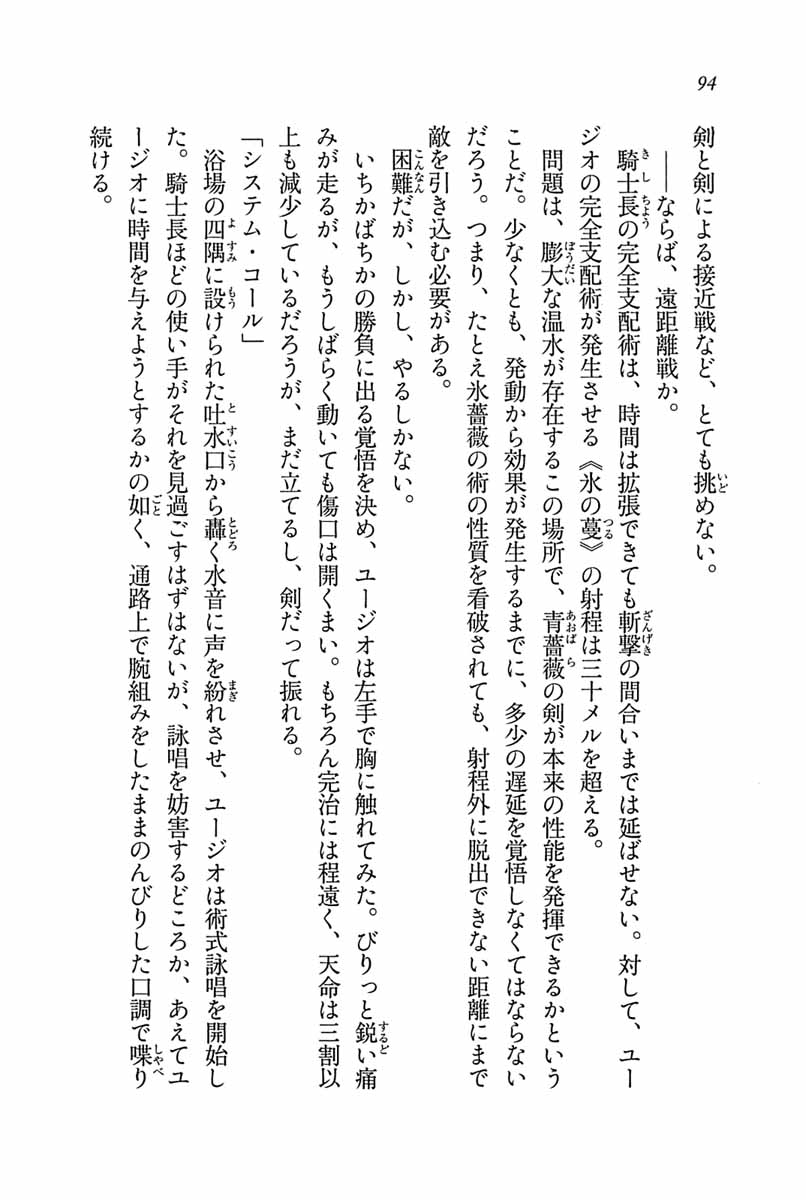 94
剣と剣による接近戦など、とても挑めない。
――ならば、遠距離戦か。
騎士長の完全支配術は、時間は拡張できても斬撃の間合いまでは延ばせない。対して、ユー
ジオの完全支配術が発生させる《氷の蔓》の射程は三十メルを超える。
問題は、膨大な温水が存在するこの場所で、青薔薇の剣が本来の性能を発揮できるかという
ことだ。少なくとも、発動から効果が発生するまでに、多少の遅延を覚悟しなくてはならない
だろう。つまり、たとえ氷薔薇の術の性質を看破されても、射程外に脱出できない距離にまで
敵を引き込む必要がある。
困難だが、しかし、やるしかない。
いちかばちかの勝負に出る覚悟を決め、ユージオは左手で胸に触れてみた。びりっと鋭い痛
みが走るが、もうしばらく動いても傷口は開くまい。もちろん完治には程遠く、天命は三割以
上も減少しているだろうが、まだ立てるし、剣だって振れる。
「システム・コール」
浴場の四隅に設けられた吐水口から轟く水音に声を紛れさせ、ユージオは術式詠唱を開始し
た。騎士長ほどの使い手がそれを見過ごすはずはないが、詠唱を妨害するどころか、あえてユ
ージオに時間を与えようとするかの如く、通路上で腕組みをしたままのんびりした口調で喋り
続ける。